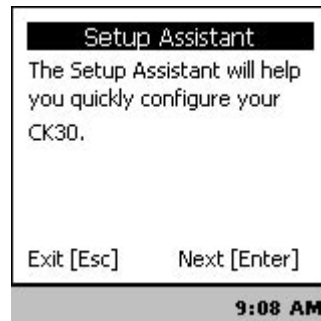 Setup Assistant
The Setup Assistant will help
you quickly configure your
CK30.
Exit [Esc] Next [Enter]
9:08 AM